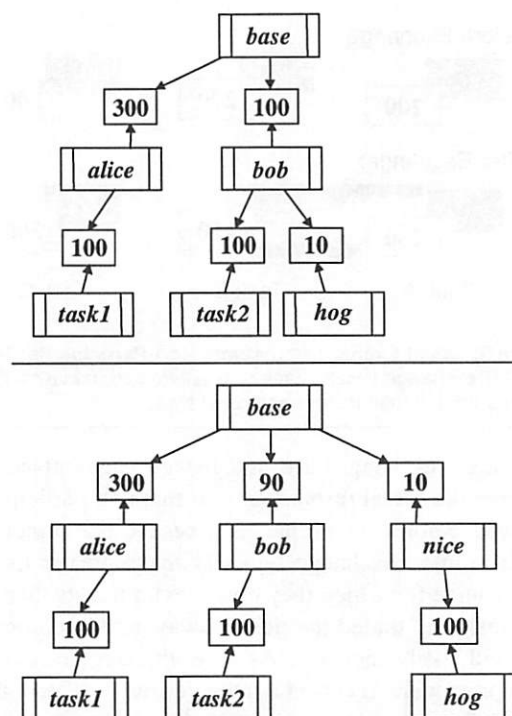 base
300 100
alice bob
100 100 10
task1 task2 hog
base
300 90 10
alice bob nice
100 100 100
task1 task2 hog